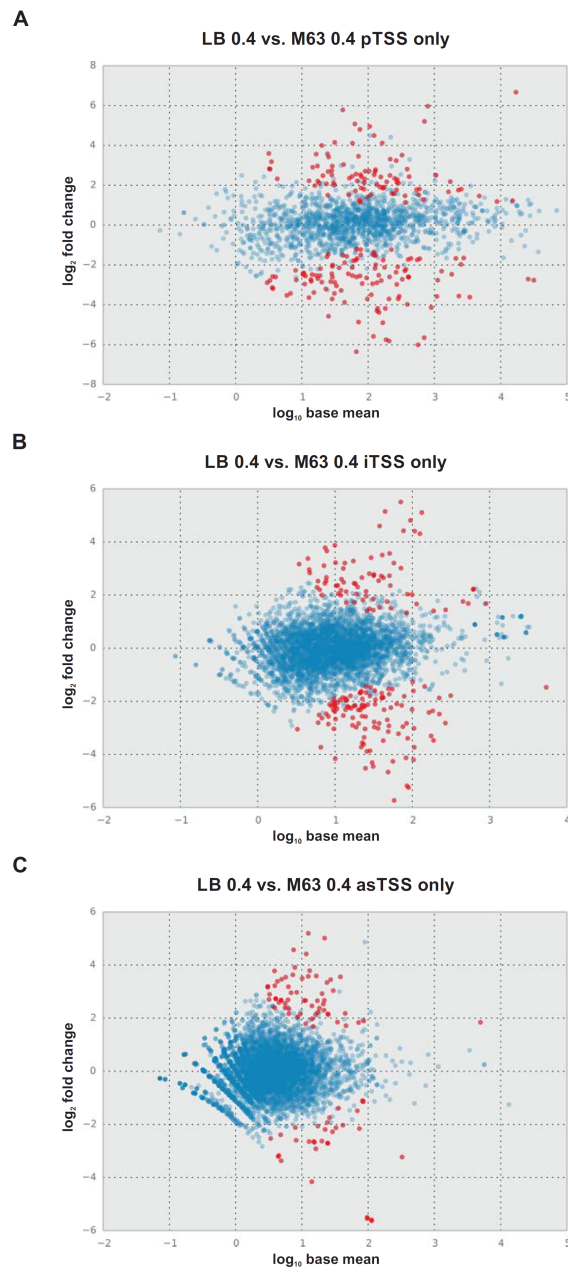 A
LB 0.4 vs. M63 0.4 pTSS only
8
6
4
2
0
−2
−4
−6
−8
log₂ fold change
−2 −1 0 1 2 3 4 5
log₁₀ base mean
B
LB 0.4 vs. M63 0.4 iTSS only
6
4
2
0
−2
−4
−6
log₂ fold change
−2 −1 0 1 2 3 4
log₁₀ base mean
C
LB 0.4 vs. M63 0.4 asTSS only
6
4
2
0
−2
−4
−6
log₂ fold change
−2 −1 0 1 2 3 4 5
log₁₀ base mean